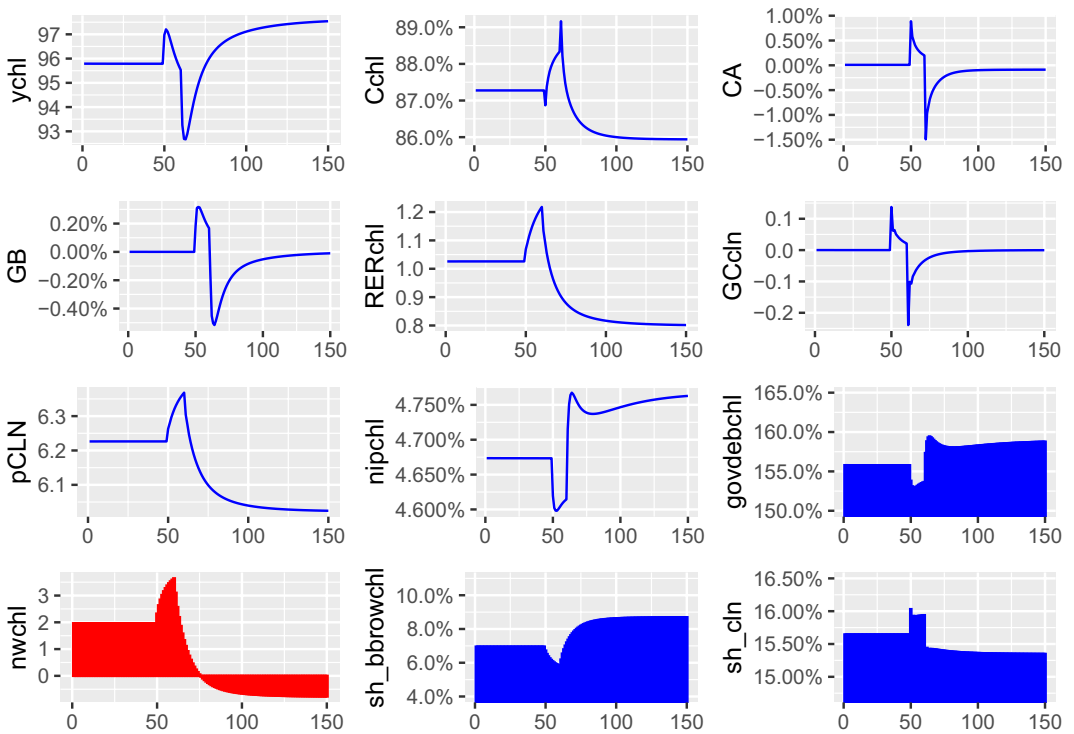 ychl
97
96
95
94
93
0 50 100 150
Cchl
89.0%
88.0%
87.0%
86.0%
0 50 100 150
CA
1.00%
0.50%
0.00%
−0.50%
−1.00%
−1.50%
0 50 100 150
GB
0.20%
0.00%
−0.20%
−0.40%
0 50 100 150
RERchl
1.2
1.1
1.0
0.9
0.8
0 50 100 150
GCcln
0.1
0.0
−0.1
−0.2
0 50 100 150
pCLN
6.3
6.2
6.1
0 50 100 150
nipchl
4.750%
4.700%
4.650%
4.600%
0 50 100 150
govdebchl
165.0%
160.0%
155.0%
150.0%
0 50 100 150
nwchl
3
2
1
0
0 50 100 150
sh_bbrowchl
10.0%
8.0%
6.0%
4.0%
0 50 100 150
sh_cln
16.50%
16.00%
15.50%
15.00%
0 50 100 150